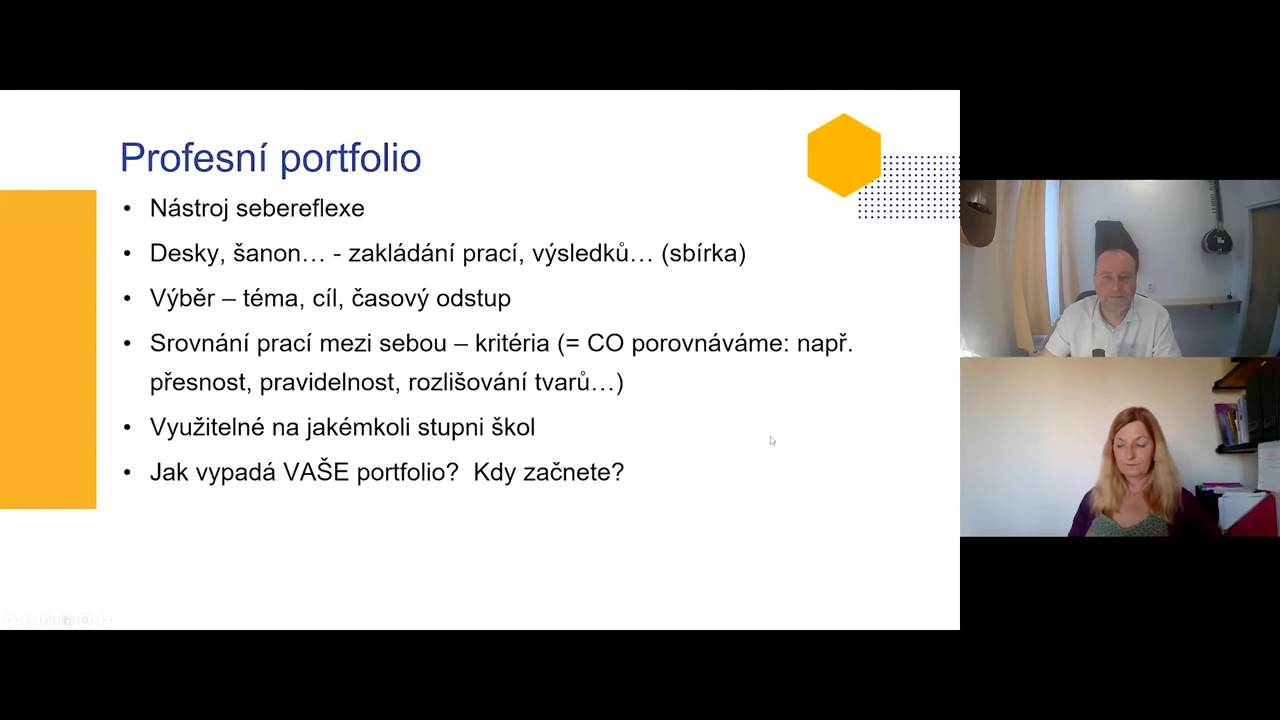 Profesní portfolio
• Nástroj sebereflexe
• Desky, šanon… - zakládání prací, výsledků… (sbírka)
• Výběr – téma, cíl, časový odstup
• Srovnání prací mezi sebou – kritéria (= CO porovnáváme: např.
přesnost, pravidelnost, rozlišování tvarů…)
• Využitelné na jakémkoli stupni škol
• Jak vypadá VAŠE portfolio?  Kdy začnete?